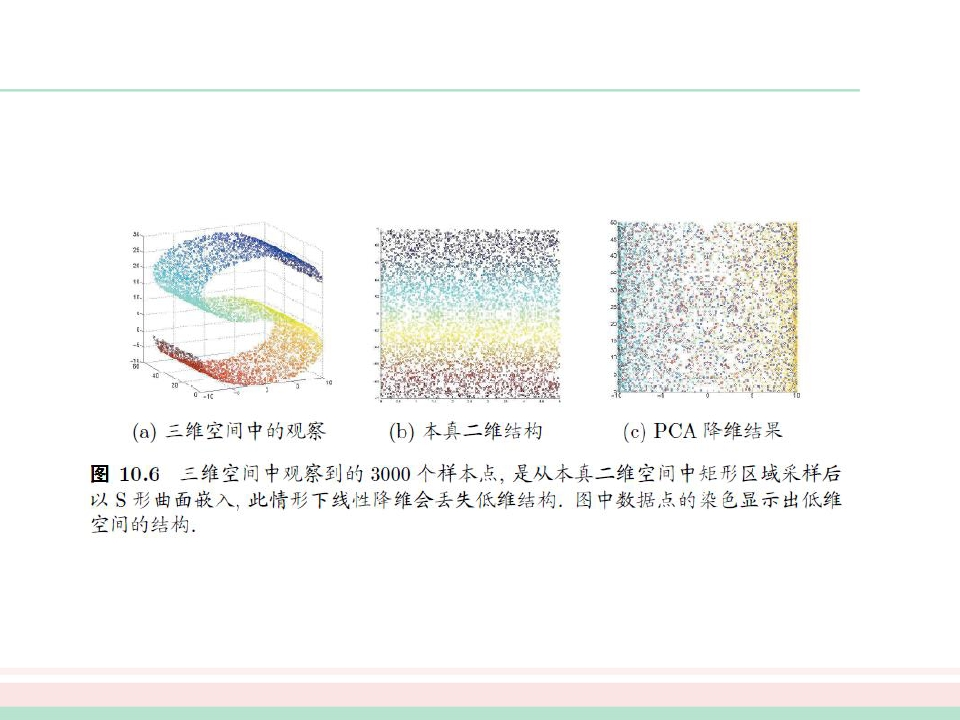 (a) 三维空间中的观察
(b) 本真二维结构
(c) PCA 降维结果
图 10.6 三维空间中观察到的 3000 个样本点, 是从本真二维空间中矩形区域采样后
以 S 形曲面嵌入, 此情形下线性降维会丢失低维结构. 图中数据点的染色显示出低维
空间的结构.